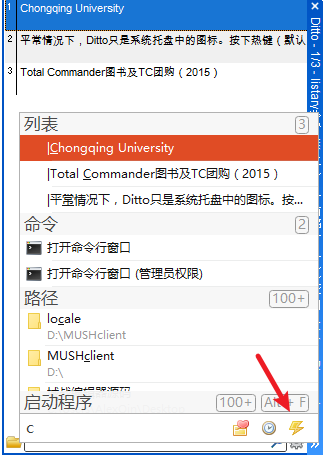 1 Chongqing University
2 平常情况下，Ditto只是系统托盘中的图标。按下热键（默认
3 Total Commander图书及TC团购（2015）
Ditto - 1/3 - listary
列表 3
Chongqing University
Total Commander图书及TC团购（2015）
平常情况下，Ditto只是系统托盘中的图标。按...
命令 2
打开命令行窗口
打开命令行窗口 (管理员权限)
路径 100+
locale
D:\MUSHclient
MUSHclient
D:\
启动程序 100+ Alt + F
c